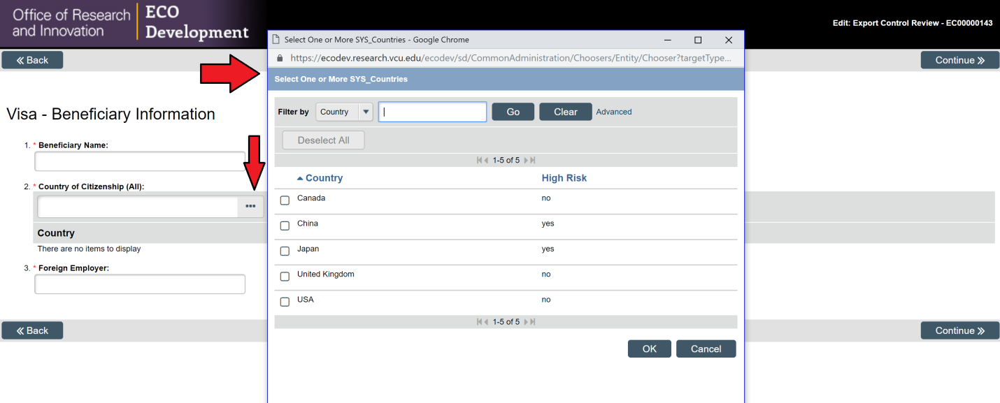 Office of Research
and Innovation
ECO
Development
Edit: Export Control Review - EC00000143
Back
Continue
Visa - Beneficiary Information
1. * Beneficiary Name:
2. * Country of Citizenship (All):
•••
Country
There are no items to display
3. * Foreign Employer:
Back
Continue
Select One or More SYS_Countries - Google Chrome
https://ecodev.research.vcu.edu/ecodev/sd/CommonAdministration/Choosers/Entity/Chooser?targetType...
Select One or More SYS_Countries
Filter by Country Go Clear Advanced
Deselect All
1-5 of 5
Country High Risk
Canada no
China yes
Japan yes
United Kingdom no
USA no
1-5 of 5
OK Cancel